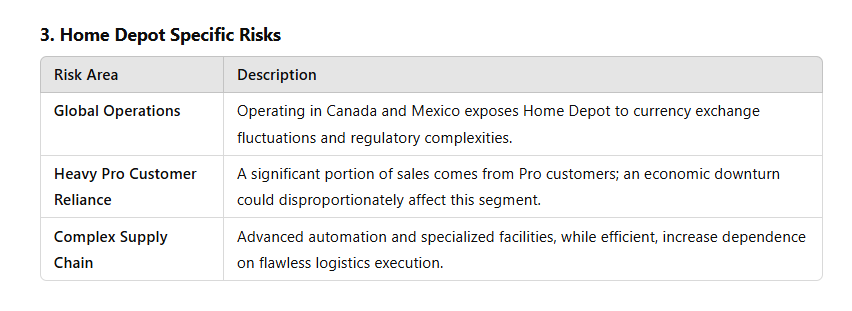 3. Home Depot Specific Risks
Risk Area
Description
Global Operations
Operating in Canada and Mexico exposes Home Depot to currency exchange
fluctuations and regulatory complexities.
Heavy Pro Customer
Reliance
A significant portion of sales comes from Pro customers; an economic downturn
could disproportionately affect this segment.
Complex Supply
Chain
Advanced automation and specialized facilities, while efficient, increase dependence
on flawless logistics execution.